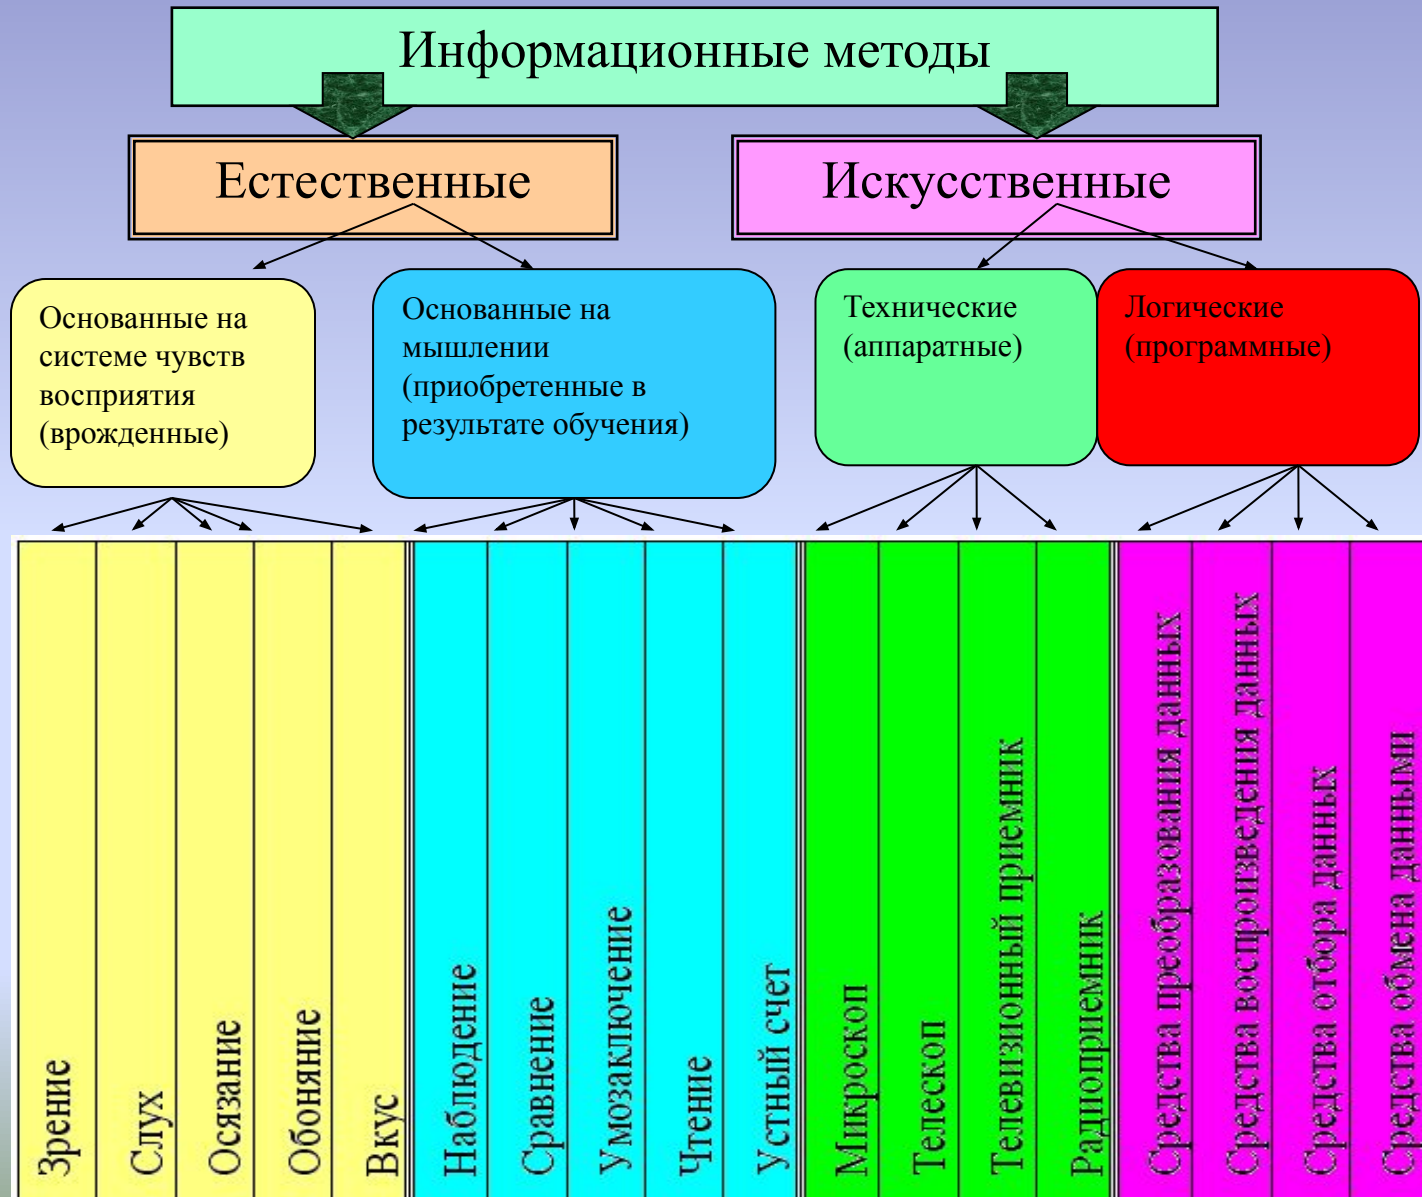 Информационные методы
Естественные
Искусственные
Основанные на
системе чувств
восприятия
(врожденные)
Основанные на
мышлении
(приобретенные в
результате обучения)
Технические
(аппаратные)
Логические
(программные)
Зрение
Слух
Осязание
Обоняние
Вкус
Наблюдение
Сравнение
Умозаключение
Чтение
Устный счет
Микроскоп
Телескоп
Телевизионный приемник
Радиоприемник
Средства преобразования данных
Средства воспроизведения данных
Средства отбора данных
Средства обмена данными